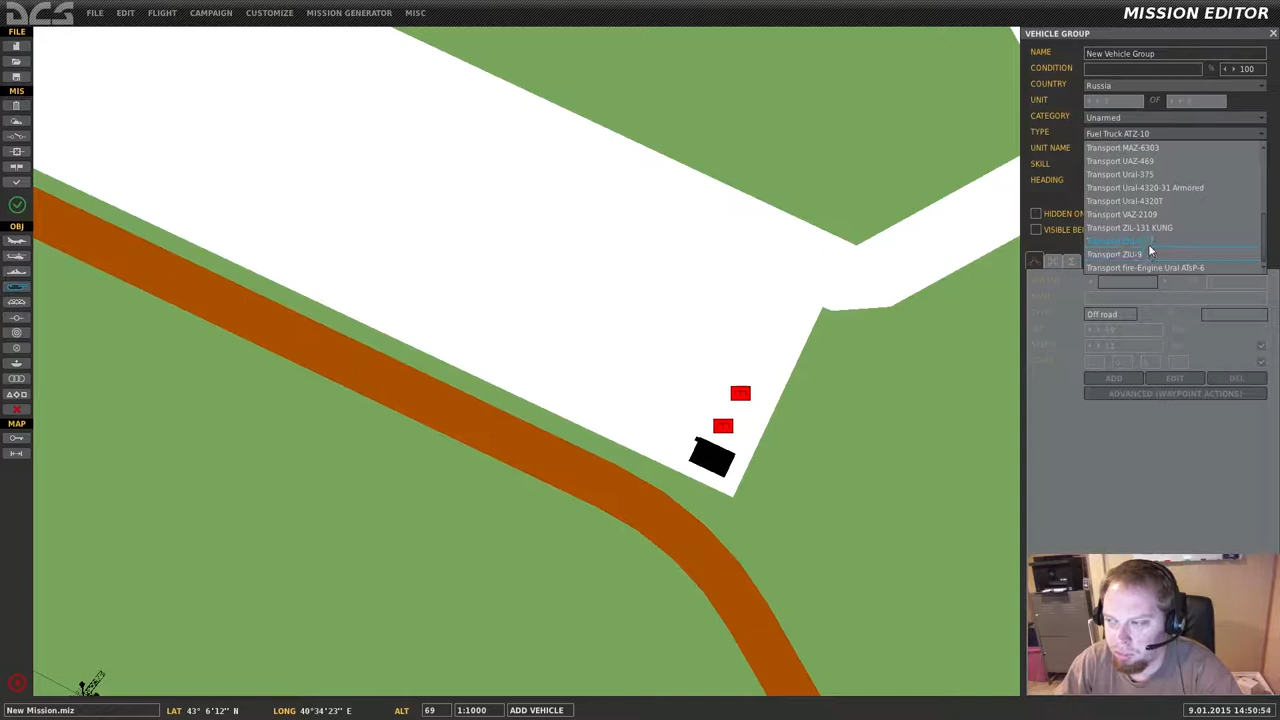 DCS FILE EDIT FLIGHT CAMPAIGN CUSTOMIZE MISSION GENERATOR MISC MISSION EDITOR
FILE
MIS
OBJ
MAP
VEHICLE GROUP
NAME New Vehicle Group
CONDITION % 100
COUNTRY Russia
UNIT OF
CATEGORY Unarmed
TYPE Fuel Truck ATZ-10
UNIT NAME
SKILL
HEADING
Transport MAZ-6303
Transport UAZ-469
Transport Ural-375
Transport Ural-4320-31 Armored
Transport Ural-4320T
Transport VAZ-2109
Transport ZIL-131 KUNG
Transport ZIU-9
Transport fire-Engine Ural ATsP-6
HIDDEN ON
VISIBLE BE
Off road
ADD EDIT DEL
ADVANCED (WAYPOINT ACTIONS)
New Mission.miz LAT 43° 6'12" N LONG 40°34'23" E ALT 69 1:1000 ADD VEHICLE 9.01.2015 14:50:54